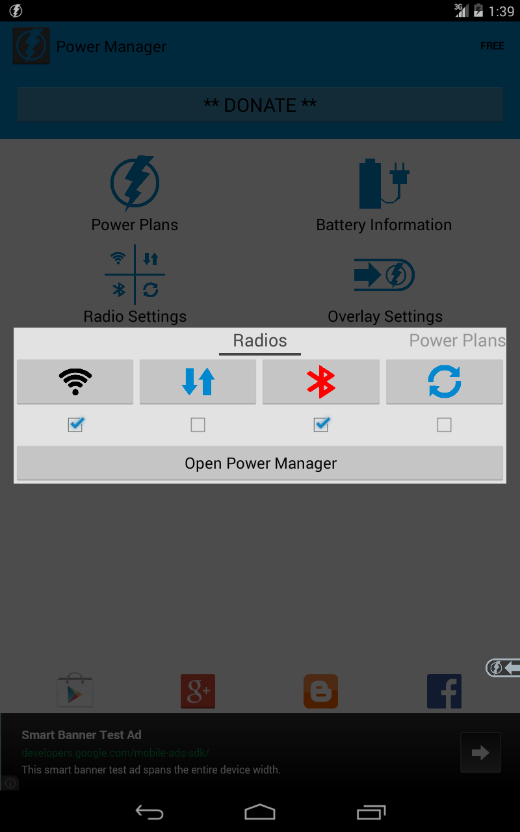 3G 1:39
Power Manager FREE
** DONATE **
Power Plans Battery Information
Radio Settings Overlay Settings
Radios Power Plans
Open Power Manager
8+
Smart Banner Test Ad
developers.google.com/mobile-ads-sdk/
This smart banner test ad spans the entire device width.